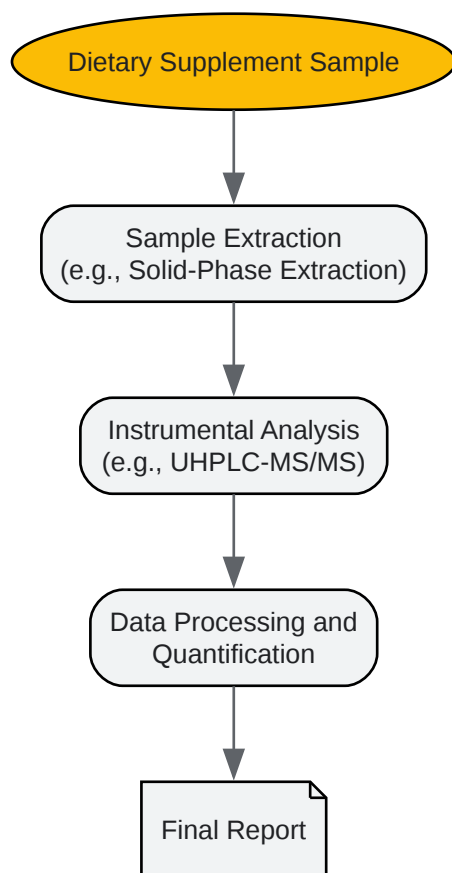 Dietary Supplement Sample
Sample Extraction
(e.g., Solid-Phase Extraction)
Instrumental Analysis
(e.g., UHPLC-MS/MS)
Data Processing and
Quantification
Final Report